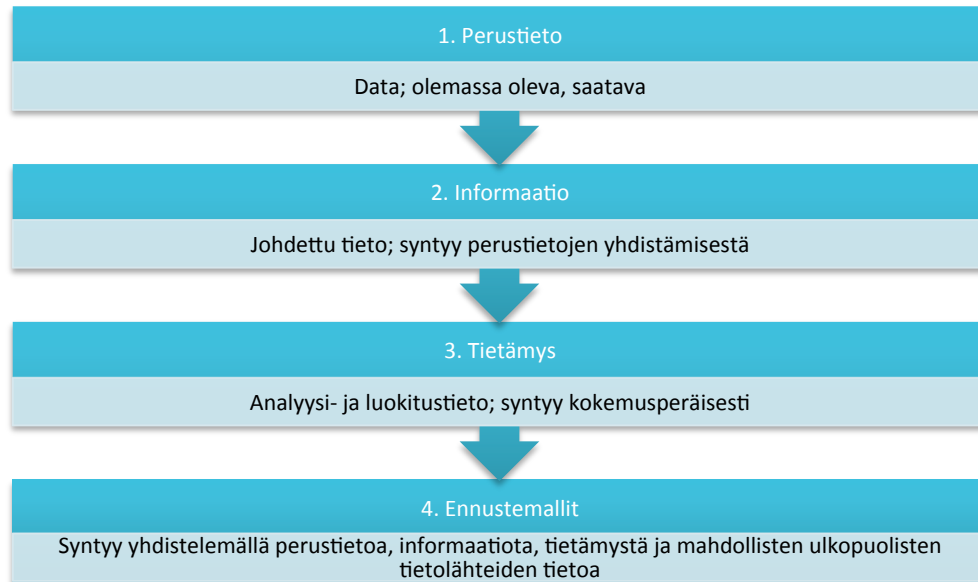 1. Perustieto
Data; olemassa oleva, saatava
2. Informaatio
Johdettu tieto; syntyy perustietojen yhdistämisestä
3. Tietämys
Analyysi- ja luokitustieto; syntyy kokemusperäisesti
4. Ennustemallit
Syntyy yhdistelemällä perustietoa, informaatiota, tietämystä ja mahdollisten ulkopuolisten
tietolähteiden tietoa